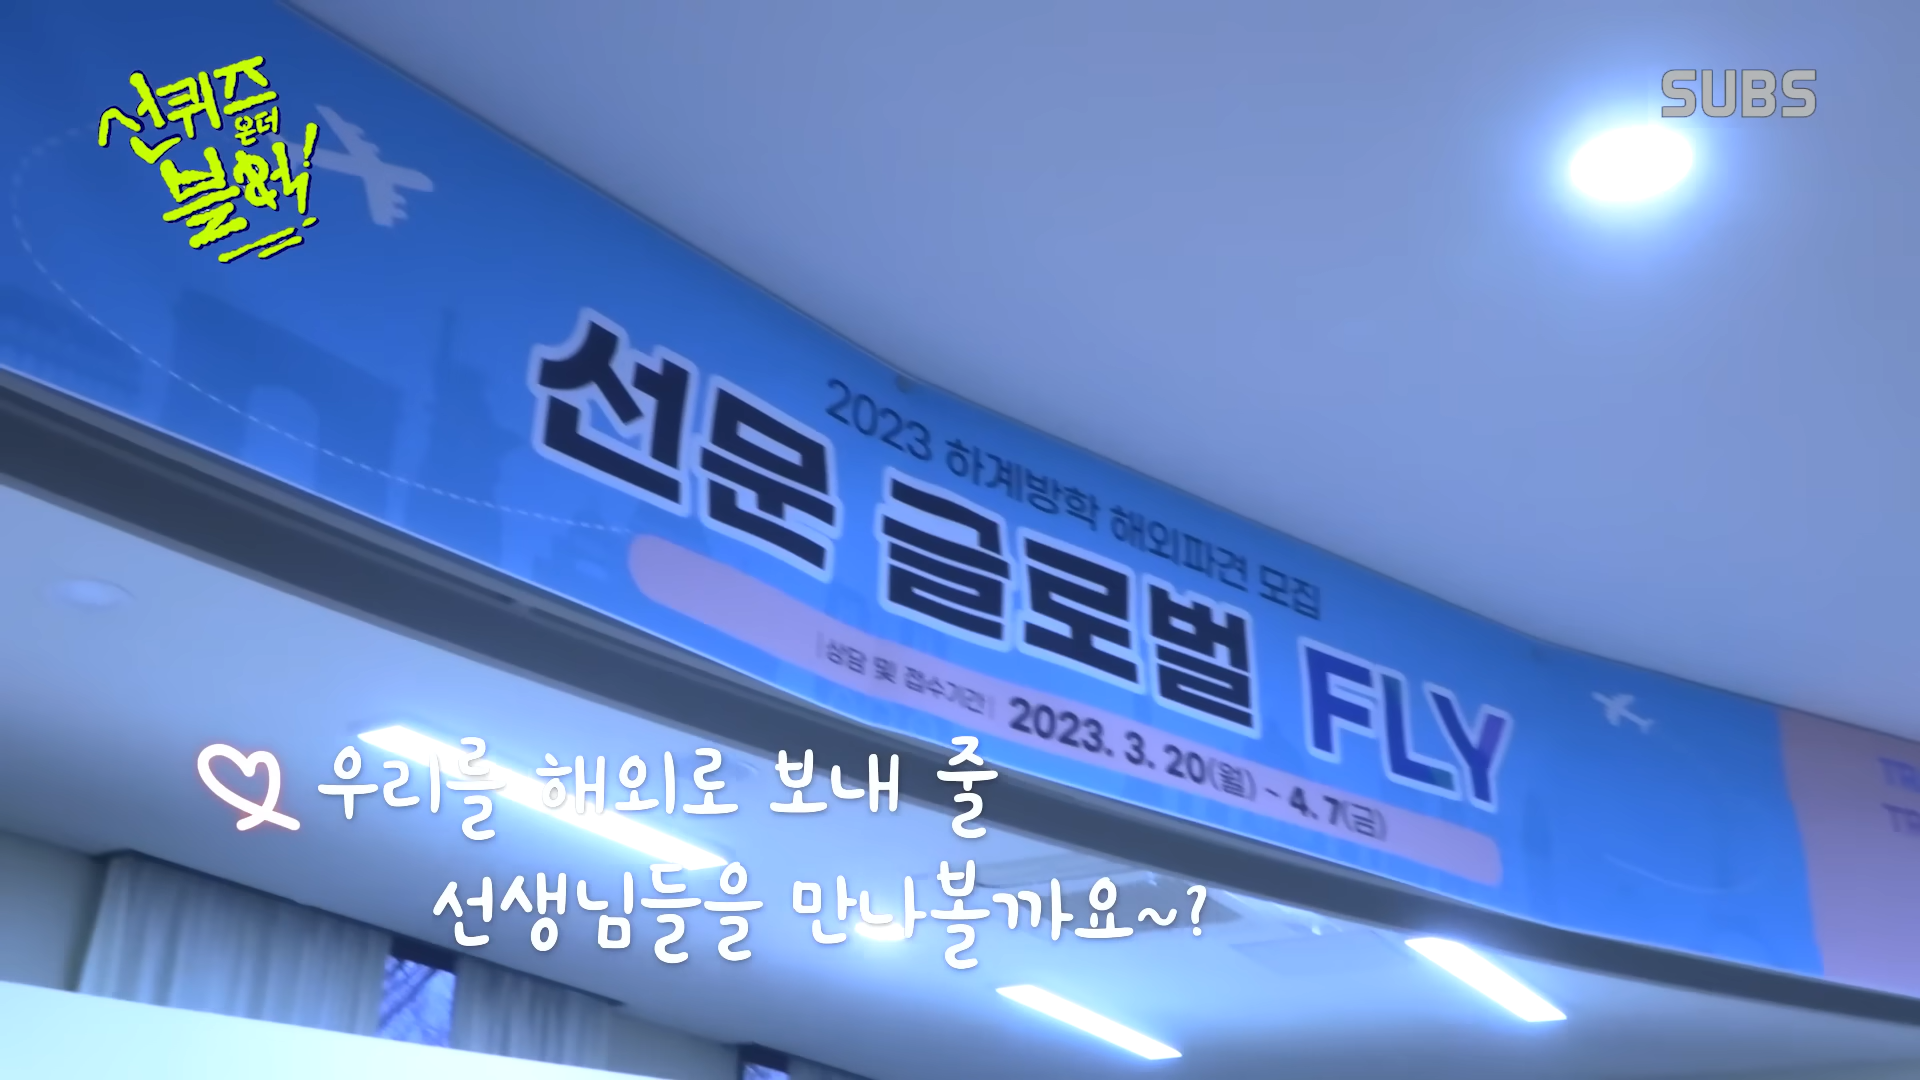 선퀴즈
온더
블럭!
SUBS
2023 하계방학 해외파견 모집
선문 글로벌 FLY
|상담 및 접수기간| 2023. 3. 20(월) - 4. 7(금)
우리를 해외로 보내 줄
선생님들을 만나볼까요~?